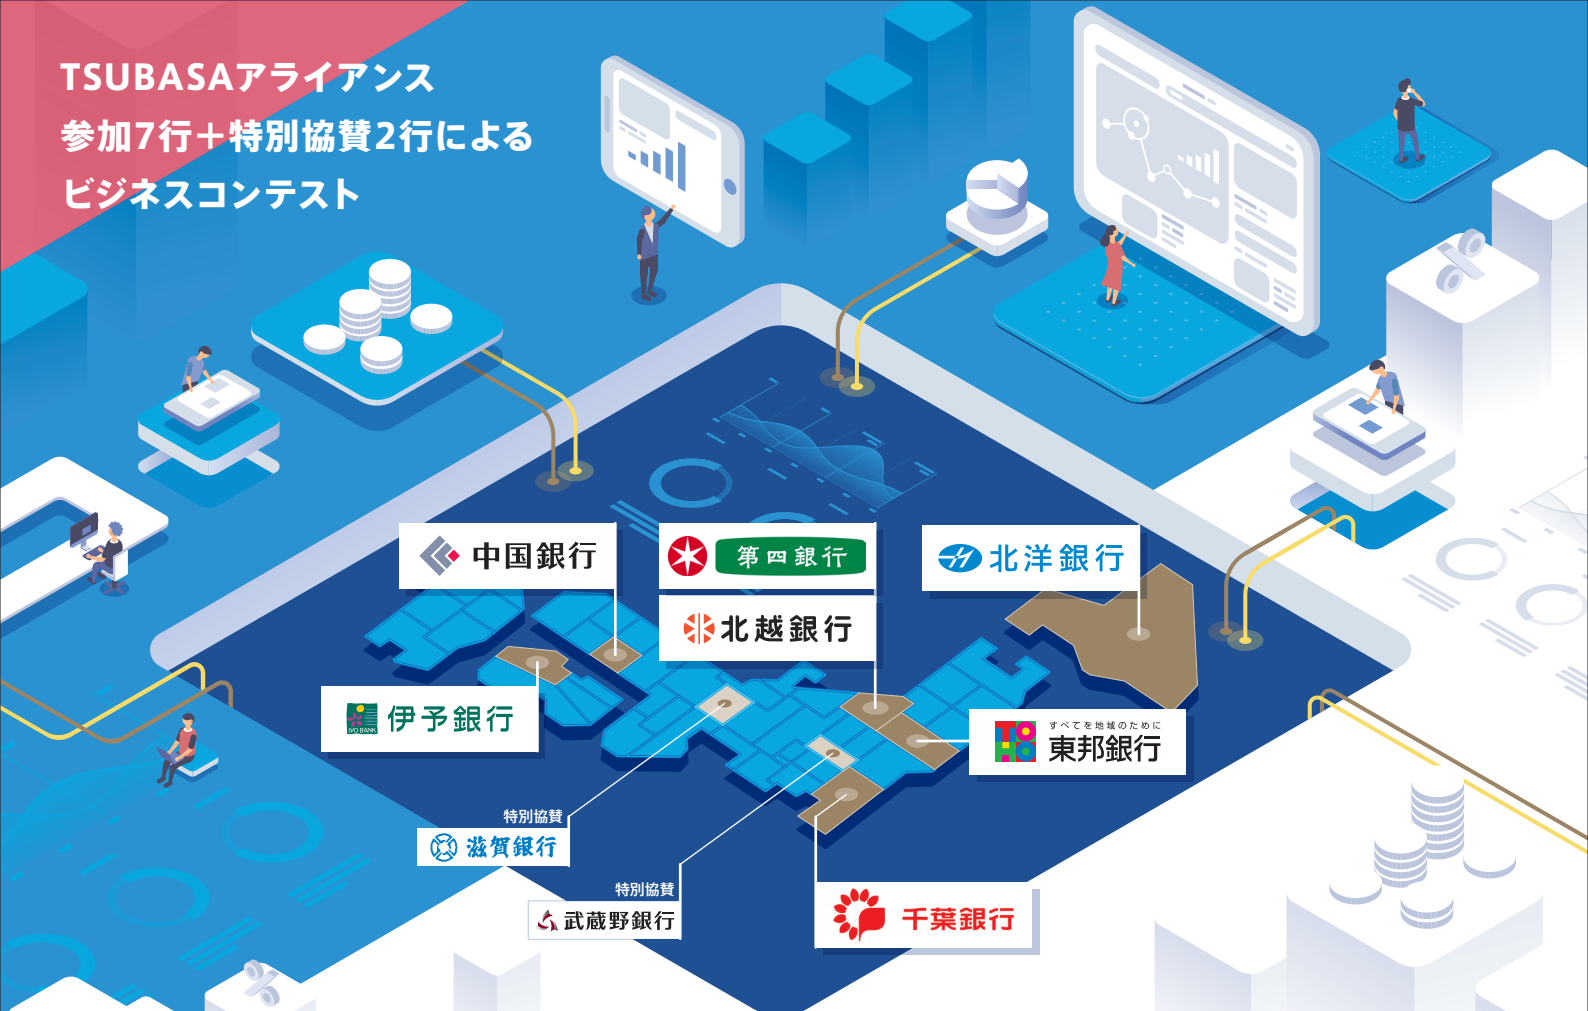 TSUBASAアライアンス
参加7行＋特別協賛2行による
ビジネスコンテスト
中国銀行
第四銀行
北越銀行
北洋銀行
IYO BANK
伊予銀行
TOHO
すべてを地域のために
東邦銀行
特別協賛
滋賀銀行
特別協賛
武蔵野銀行
千葉銀行